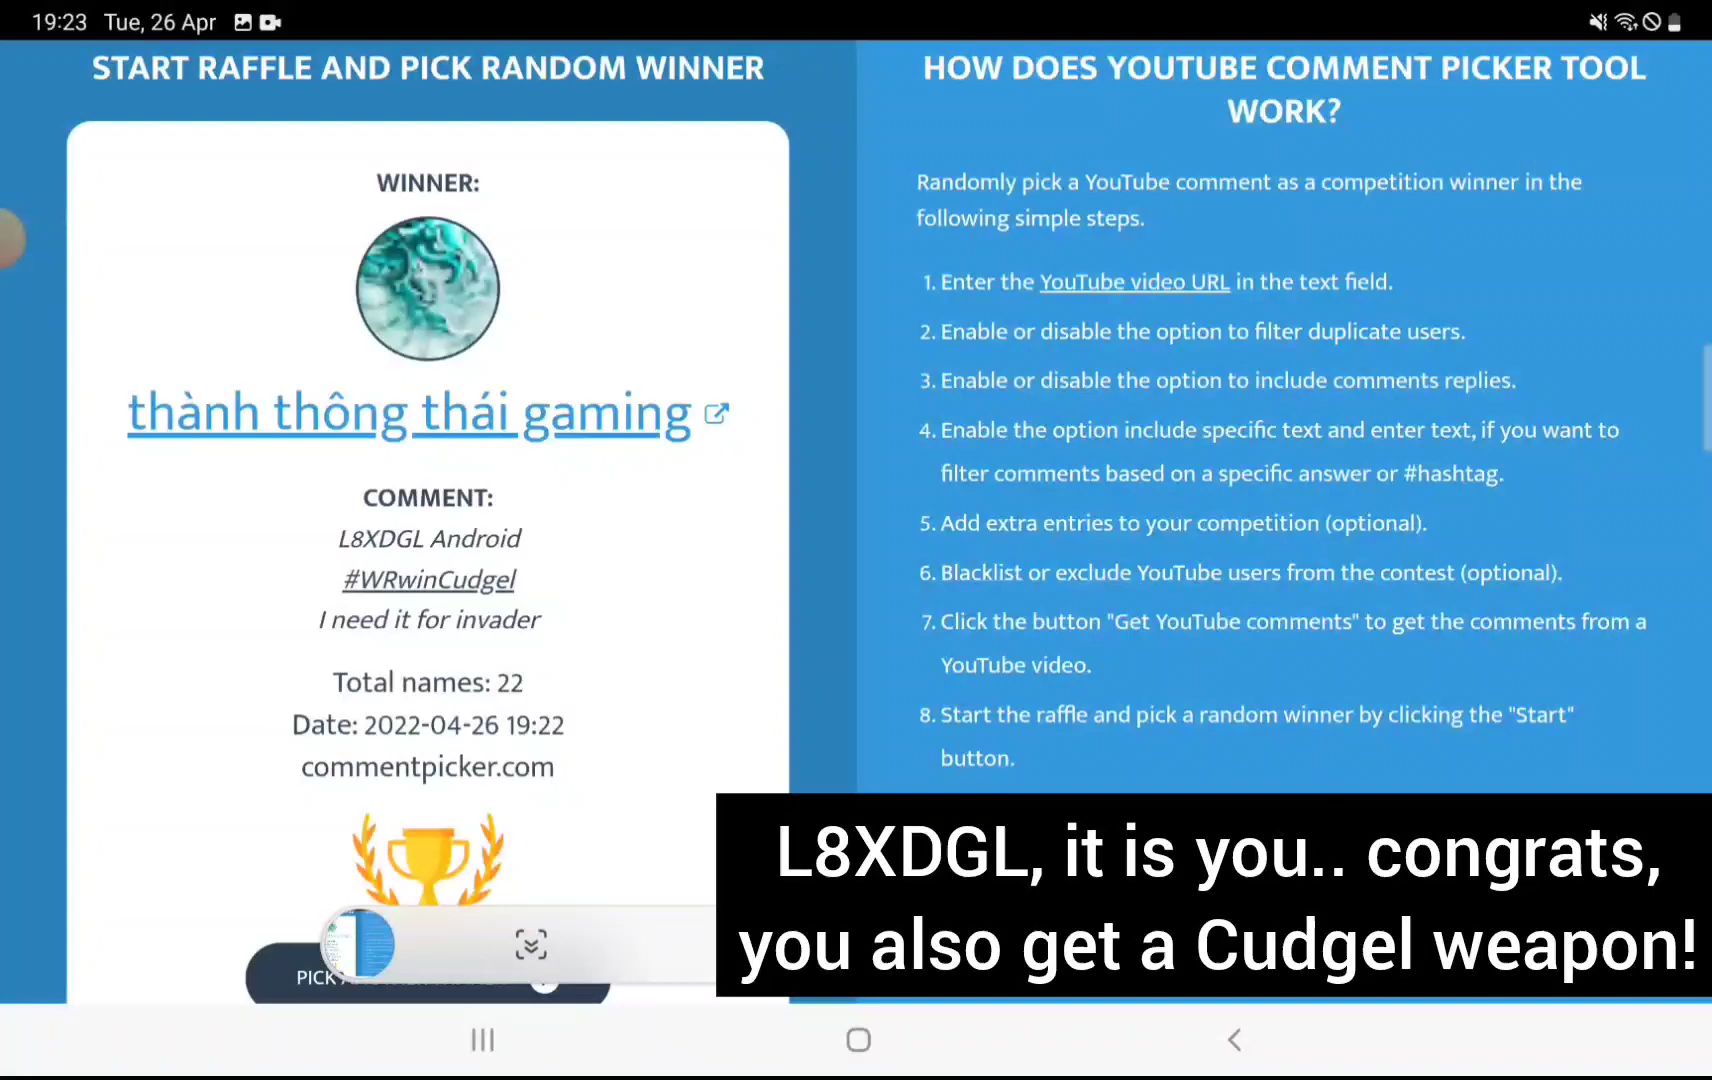 19:23 Tue, 26 Apr
START RAFFLE AND PICK RANDOM WINNER
WINNER:
thành thông thái gaming
COMMENT:
L8XDGL Android
#WRwinCudgel
I need it for invader
Total names: 22
Date: 2022-04-26 19:22
commentpicker.com
PICK
HOW DOES YOUTUBE COMMENT PICKER TOOL
WORK?
Randomly pick a YouTube comment as a competition winner in the
following simple steps.
1. Enter the YouTube video URL in the text field.
2. Enable or disable the option to filter duplicate users.
3. Enable or disable the option to include comments replies.
4. Enable the option include specific text and enter text, if you want to
filter comments based on a specific answer or #hashtag.
5. Add extra entries to your competition (optional).
6. Blacklist or exclude YouTube users from the contest (optional).
7. Click the button "Get YouTube comments" to get the comments from a
YouTube video.
8. Start the raffle and pick a random winner by clicking the "Start"
button.
L8XDGL, it is you.. congrats,
you also get a Cudgel weapon!